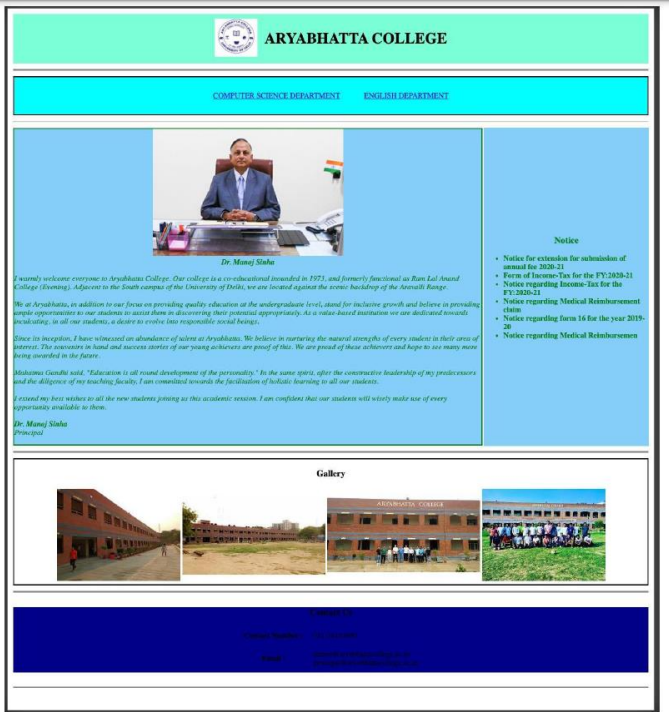 ARYABHATTA COLLEGE
COMPUTER SCIENCE DEPARTMENT ENGLISH DEPARTMENT
Dr. Manoj Sinha
I warmly welcome everyone to Aryabhatta College. Our college is a co-educational inounded in 1973, and formerly functional as Ram Lal Anand
College (Evening). Adjacent to the South campus of the University of Delhi, we are located against the scenic backdrop of the Aravalli Range.
We at Aryabhatta, in addition to our focus on providing quality education at the undergraduate level, stand for inclusive growth and believe in providing
ample opportunities to our students to assist them in discovering their potential appropriately. As a value-based institution we are dedicated towards
inculcating, in all our students, a desire to evolve into responsible social beings.
Since its inception, I have witnessed an abundance of talent at Aryabhatta. We believe in nurturing the natural strengths of every student in their area of
interest. The souvenirs in hand and success stories of our young achievers are proof of this. We are proud of these achievers and hope to see many more
being awarded in the future.
Mahatma Gandhi said, "Education is all round development of the personality." In the same spirit, after the constructive leadership of my predecessors
and the diligence of my teaching faculty, I am committed towards the facilitation of holistic learning to all our students.
I extend my best wishes to all the new students joining us this academic session. I am confident that our students will wisely make use of every
opportunity available to them.
Dr. Manoj Sinha
Principal
Notice
Notice for extension for submission of
annual fee 2020-21
Form of Income-Tax for the FY:2020-21
Notice regarding Income-Tax for the
FY:2020-21
Notice regarding Medical Reimbursement
claim
Notice regarding form 16 for the year 2019-
20
Notice regarding Medical Reimbursemen
Gallery
ARYABHATTA COLLEGE
Contact Us